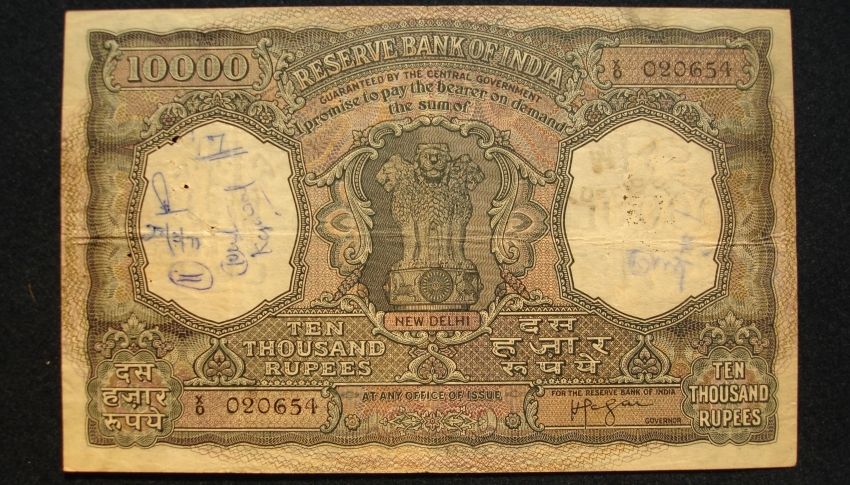 10000
RESERVE BANK OF INDIA
X/0 020654
GUARANTEED BY THE CENTRAL GOVERNMENT
I promise to pay the bearer on demand
the sum of
NEW DELHI
TEN
THOUSAND
RUPEES
दस
हज़ार
रुपये
दस
हज़ार
रुपये
X/0 020654
AT ANY OFFICE OF ISSUE
FOR THE RESERVE BANK OF INDIA
GOVERNOR
TEN
THOUSAND
RUPEES